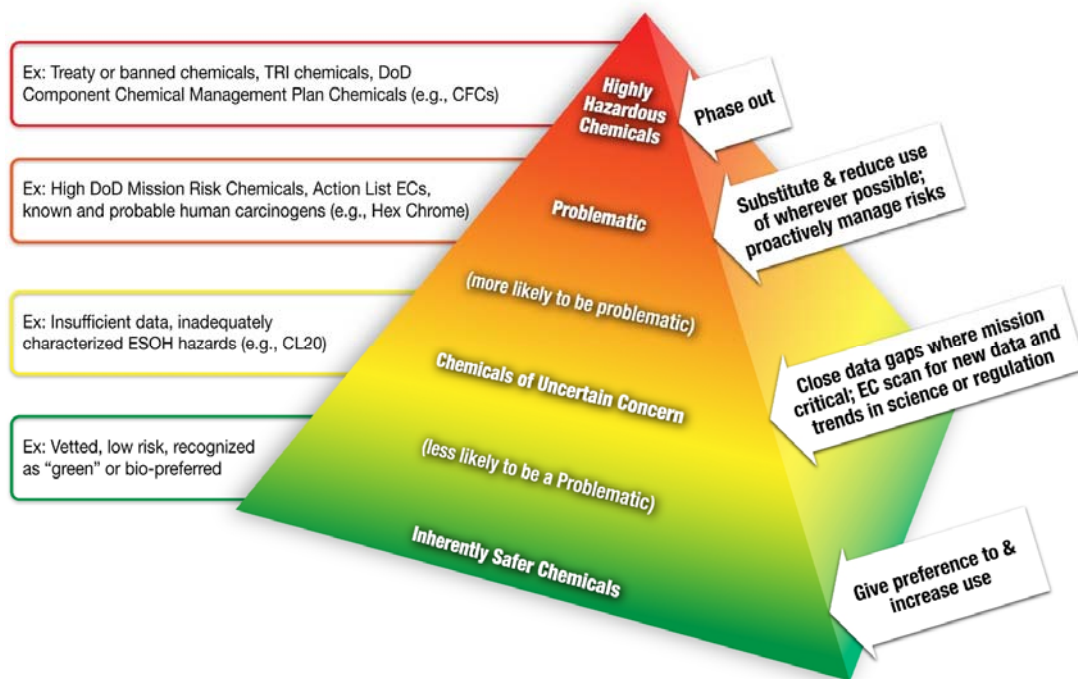 Ex: Treaty or banned chemicals, TRI chemicals, DoD
Component Chemical Management Plan Chemicals (e.g., CFCs)
Highly
Hazardous
Chemicals
Phase out
Ex: High DoD Mission Risk Chemicals, Action List ECs,
known and probable human carcinogens (e.g., Hex Chrome)
Problematic
Substitute & reduce use
of wherever possible;
proactively manage risks
(more likely to be problematic)
Ex: Insufficient data, inadequately
characterized ESOH hazards (e.g., CL20)
Chemicals of Uncertain Concern
Close data gaps where mission
critical; EC scan for new data and
trends in science or regulation
Ex: Vetted, low risk, recognized
as “green” or bio-preferred
(less likely to be a Problematic)
Inherently Safer Chemicals
Give preference to &
increase use